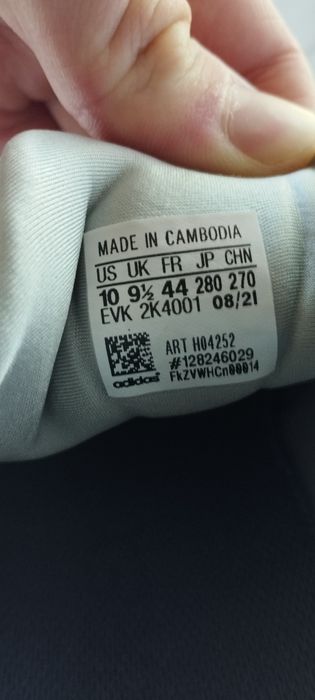 MADE IN CAMBODIA
US UK FR JP CHN
10 9½ 44 280 270
EVK 2K4001 08/21
ART H04252
#128246029
FkZVWHCn00014
adidas